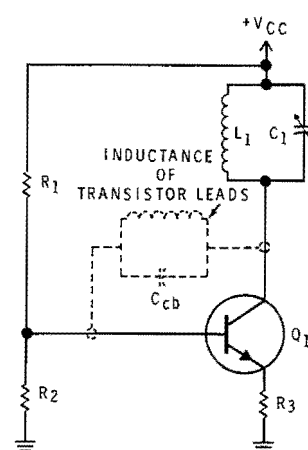 +VCC
L1 C1
INDUCTANCE
OF
TRANSISTOR LEADS
R1
Ccb
Q1
R2
R3